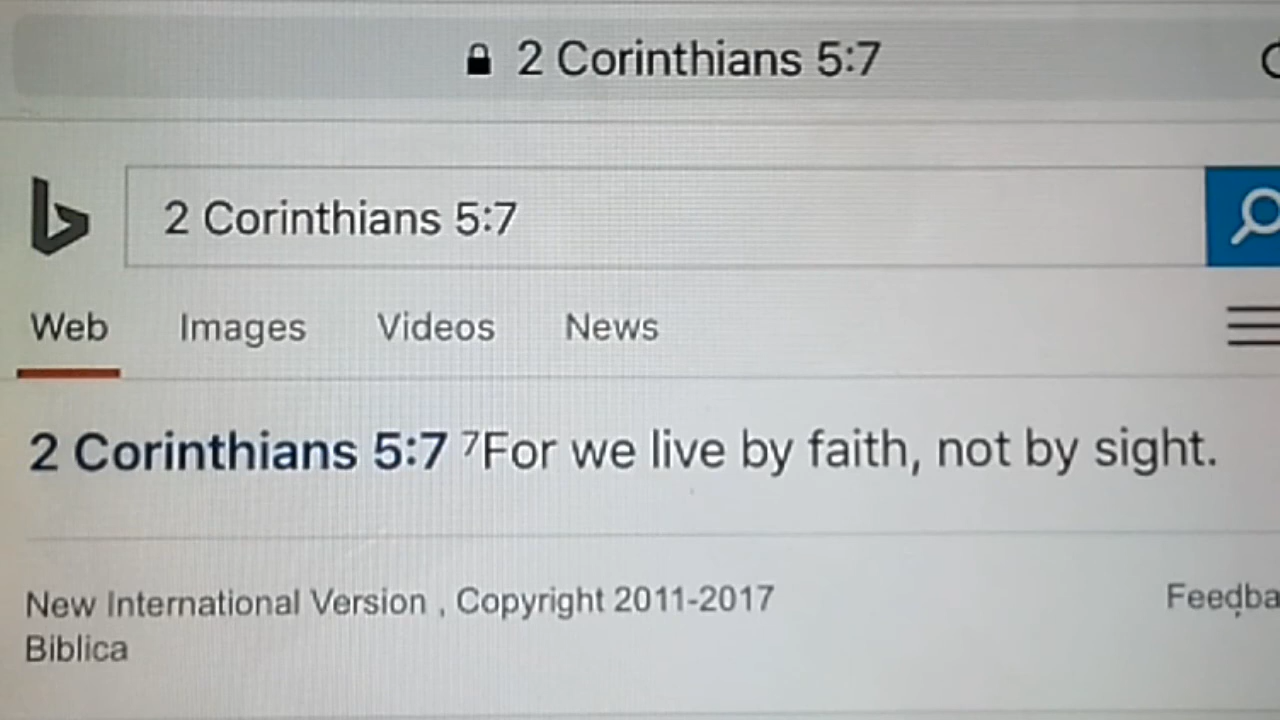 2 Corinthians 5:7
2 Corinthians 5:7
Web Images Videos News
2 Corinthians 5:7 ⁷For we live by faith, not by sight.
New International Version , Copyright 2011-2017
Biblica
Feedba